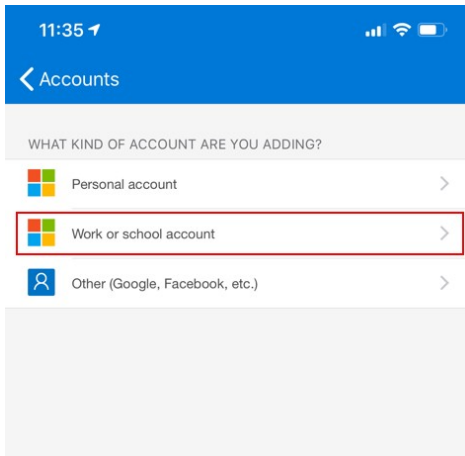 11:35
Accounts
WHAT KIND OF ACCOUNT ARE YOU ADDING?
Personal account
Work or school account
Other (Google, Facebook, etc.)